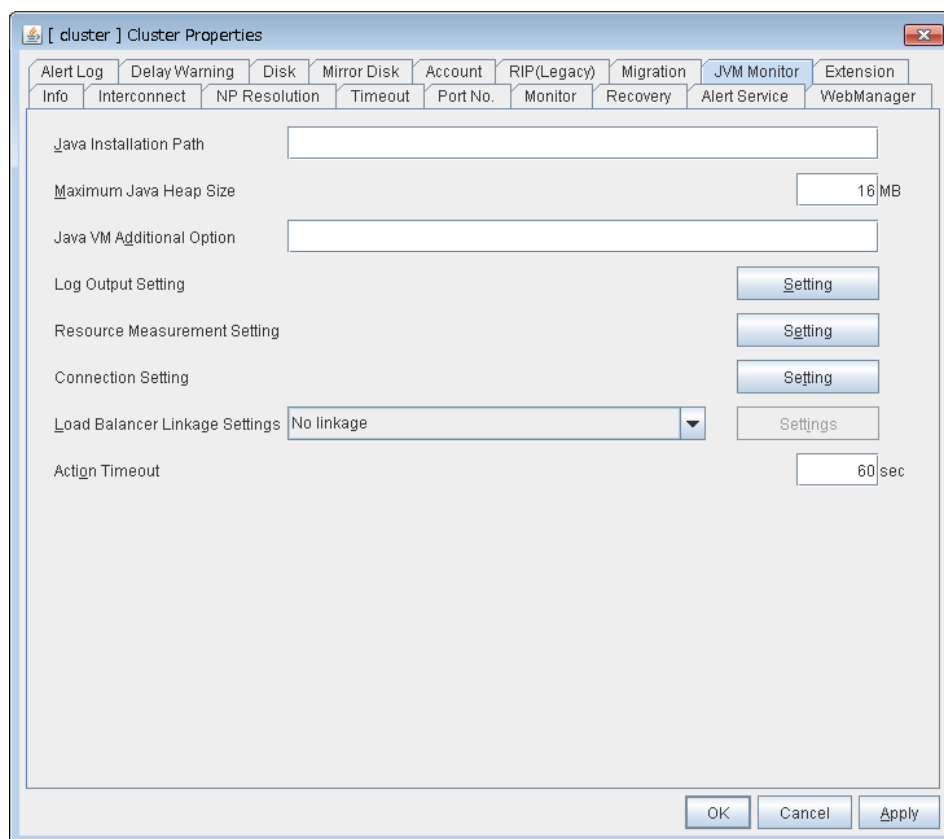 [ cluster ] Cluster Properties
Alert Log Delay Warning Disk Mirror Disk Account RIP(Legacy) Migration JVM Monitor Extension
Info Interconnect NP Resolution Timeout Port No. Monitor Recovery Alert Service WebManager
Java Installation Path
Maximum Java Heap Size 16 MB
Java VM Additional Option
Log Output Setting Setting
Resource Measurement Setting Setting
Connection Setting Setting
Load Balancer Linkage Settings No linkage Settings
Action Timeout 60 sec
OK Cancel Apply